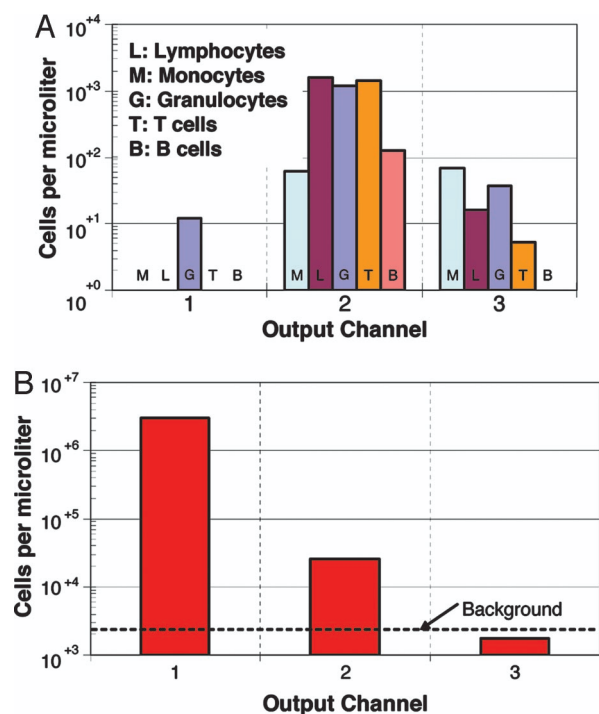 A
Cells per microliter
10+4
10+3
10+2
10+1
10+0
L: Lymphocytes
M: Monocytes
G: Granulocytes
T: T cells
B: B cells
M L G T B
M L G T B
M L G T B
1 2 3
Output Channel
B
Cells per microliter
10+7
10+6
10+5
10+4
10+3
Background
1 2 3
Output Channel